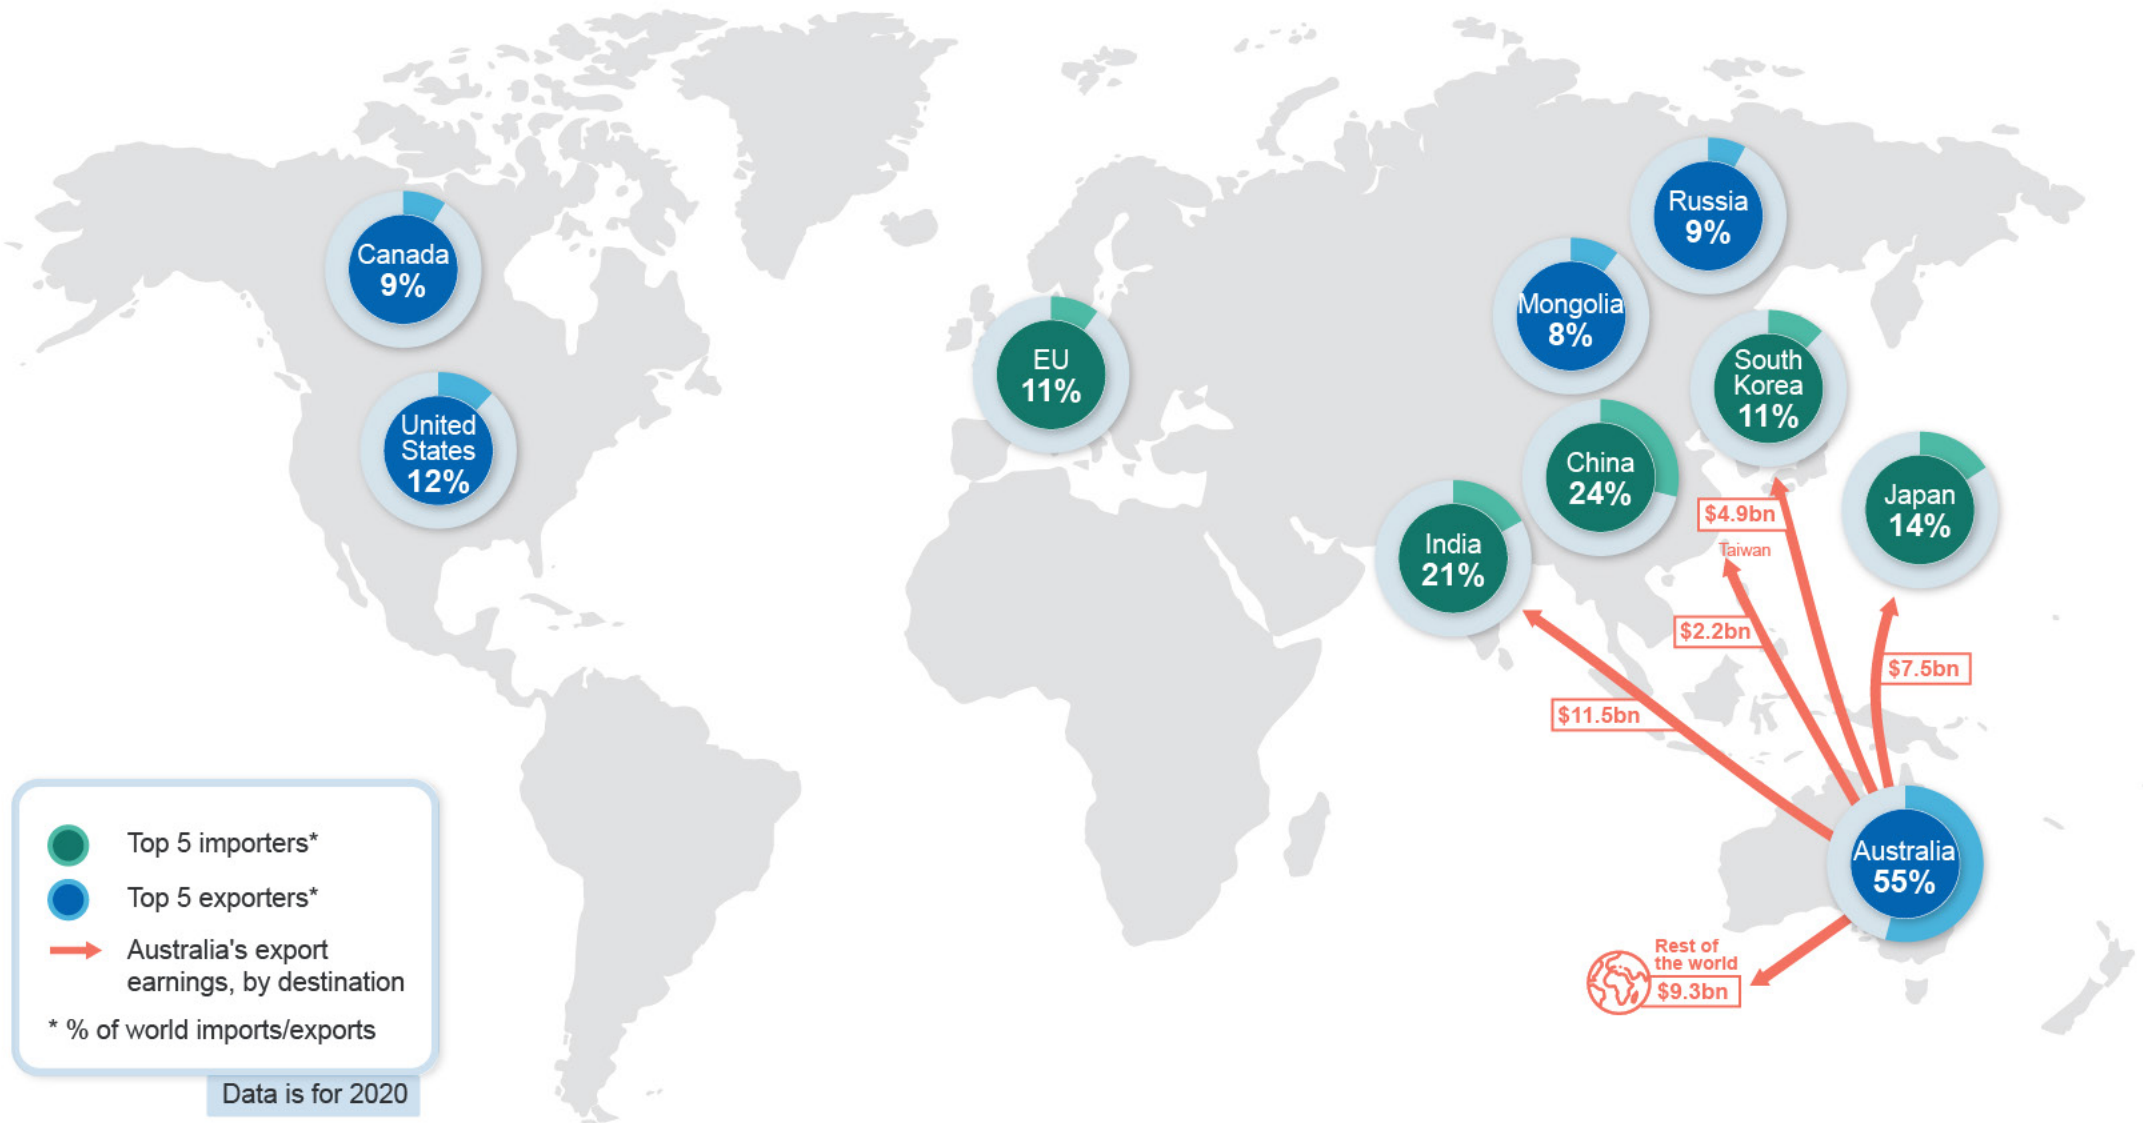 Canada
9%
United
States
12%
EU
11%
Russia
9%
Mongolia
8%
South
Korea
11%
China
24%
Japan
14%
India
21%
$4.9bn
Taiwan
$2.2bn
$7.5bn
$11.5bn
Australia
55%
Rest of
the world
$9.3bn
Top 5 importers*
Top 5 exporters*
Australia's export
earnings, by destination
* % of world imports/exports
Data is for 2020